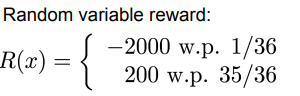 Random variable reward:
R(x) = { −2000 w.p. 1/36
200 w.p. 35/36